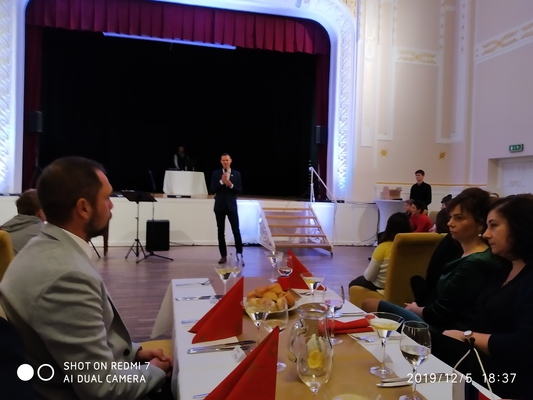 SHOT ON REDMI 7
AI DUAL CAMERA
2019/12/5 18:37